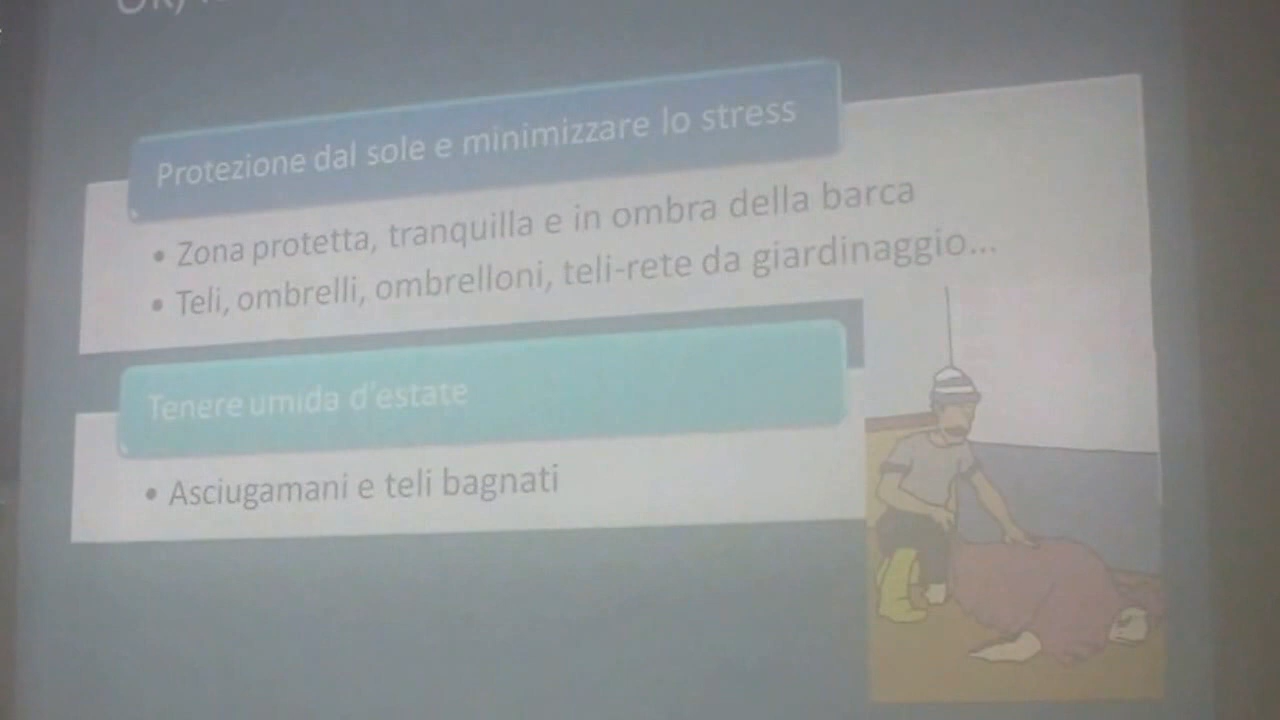 Protezione dal sole e minimizzare lo stress
• Zona protetta, tranquilla e in ombra della barca
• Teli, ombrelli, ombrelloni, teli-rete da giardinaggio...
Tenere umida d'estate
• Asciugamani e teli bagnati